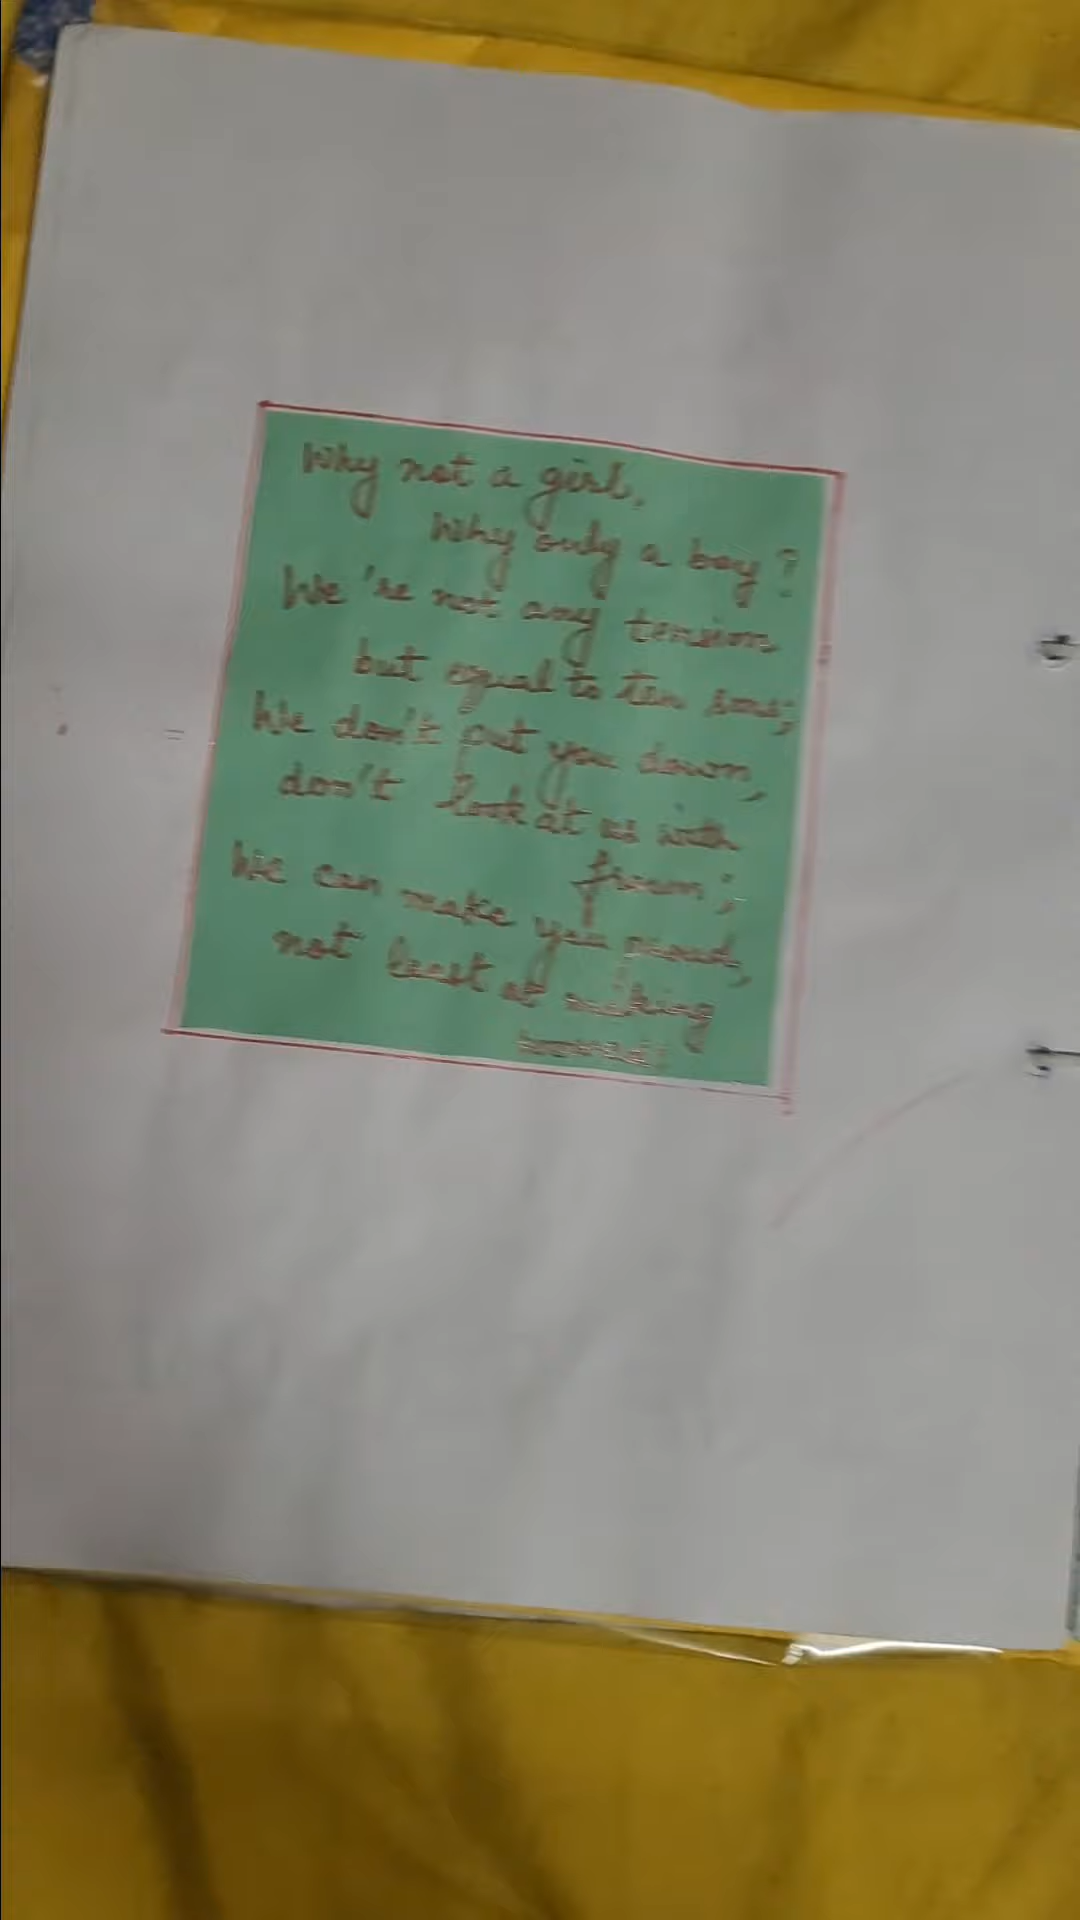 Why not a girl,
Why only a boy?
We're not any tension
but equal to ten sons;
We don't put you down,
don't look at us with
frown;
We can make you proud,
not least at making